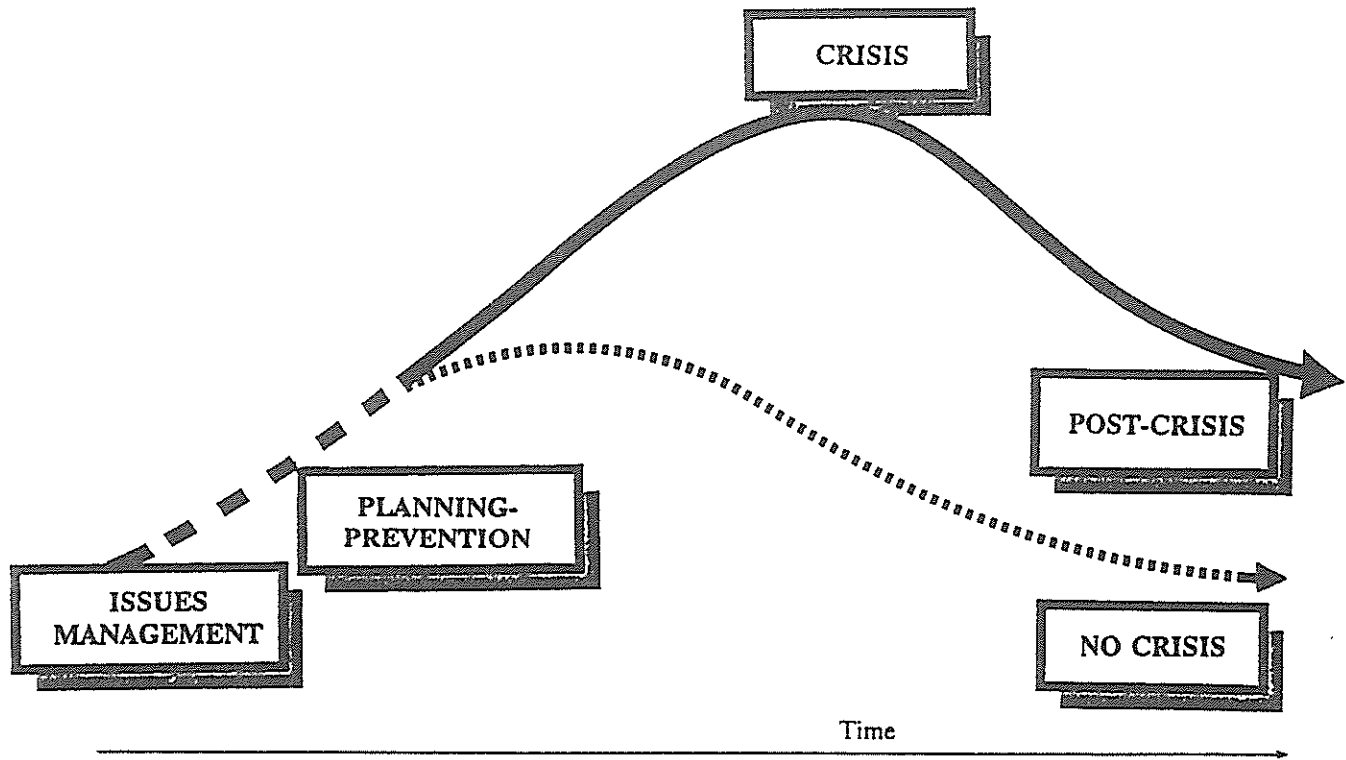 CRISIS
POST-CRISIS
PLANNING-
PREVENTION
ISSUES
MANAGEMENT
NO CRISIS
Time